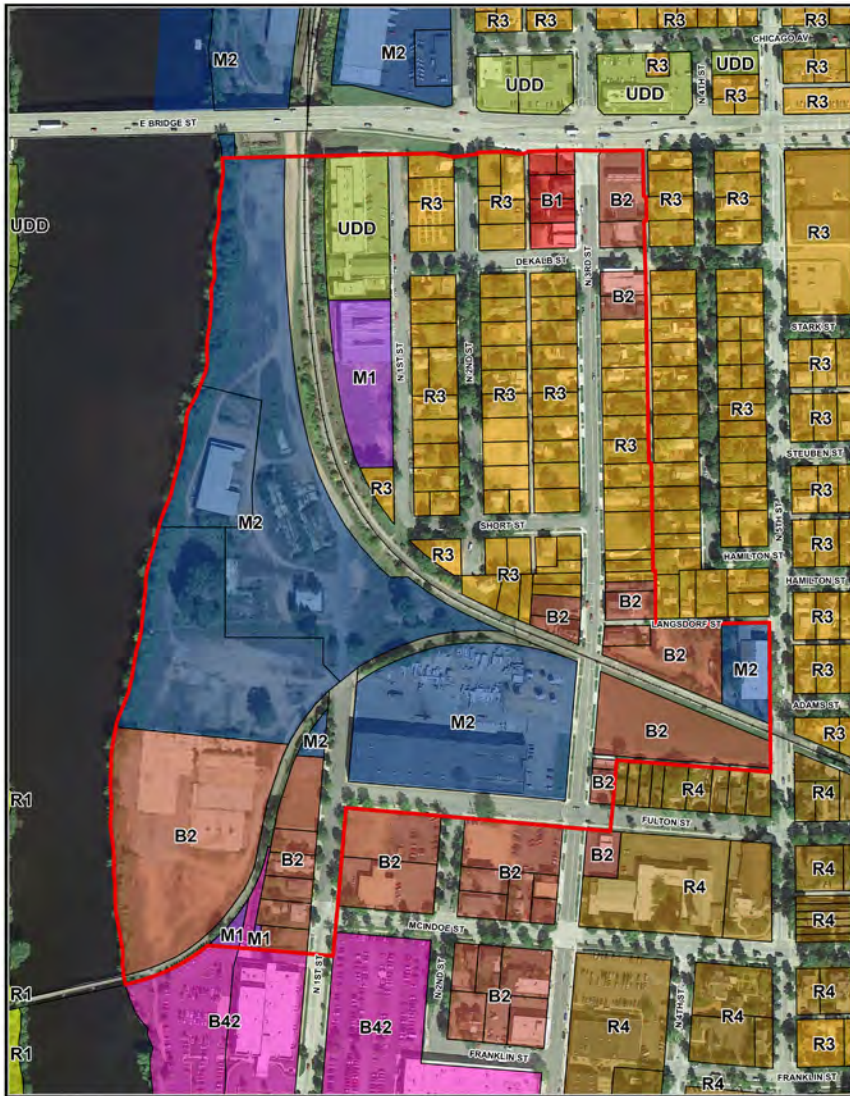 R3
R3
R3
CHICAGO AV
M2
M2
N 4TH ST
UDD
R3
UDD
UDD
R3
R3
R3
E BRIDGE ST
UDD
UDD
R3
R3
B1
B2
R3
R3
R3
N 3RD ST
DEKALB ST
B2
STARK ST
M1
N 1ST ST
N 2ND ST
R3
R3
R3
R3
R3
R3
STEUBEN ST
R3
R3
N 5TH ST
M2
SHORT ST
R3
R3
R3
HAMILTON ST
HAMILTON ST
B2
B2
R3
LANGSDORF ST
B2
M2
R3
ADAMS ST
M2
M2
B2
R3
B2
R4
R4
R1
B2
FULTON ST
B2
B2
B2
B2
R4
R4
MCINDOE ST
R4
M1
M1
N 1ST ST
N 2ND ST
B2
N 4TH ST
R4
R4
R4
R1
B42
B42
R1
R3
FRANKLIN ST
FRANKLIN ST
R4